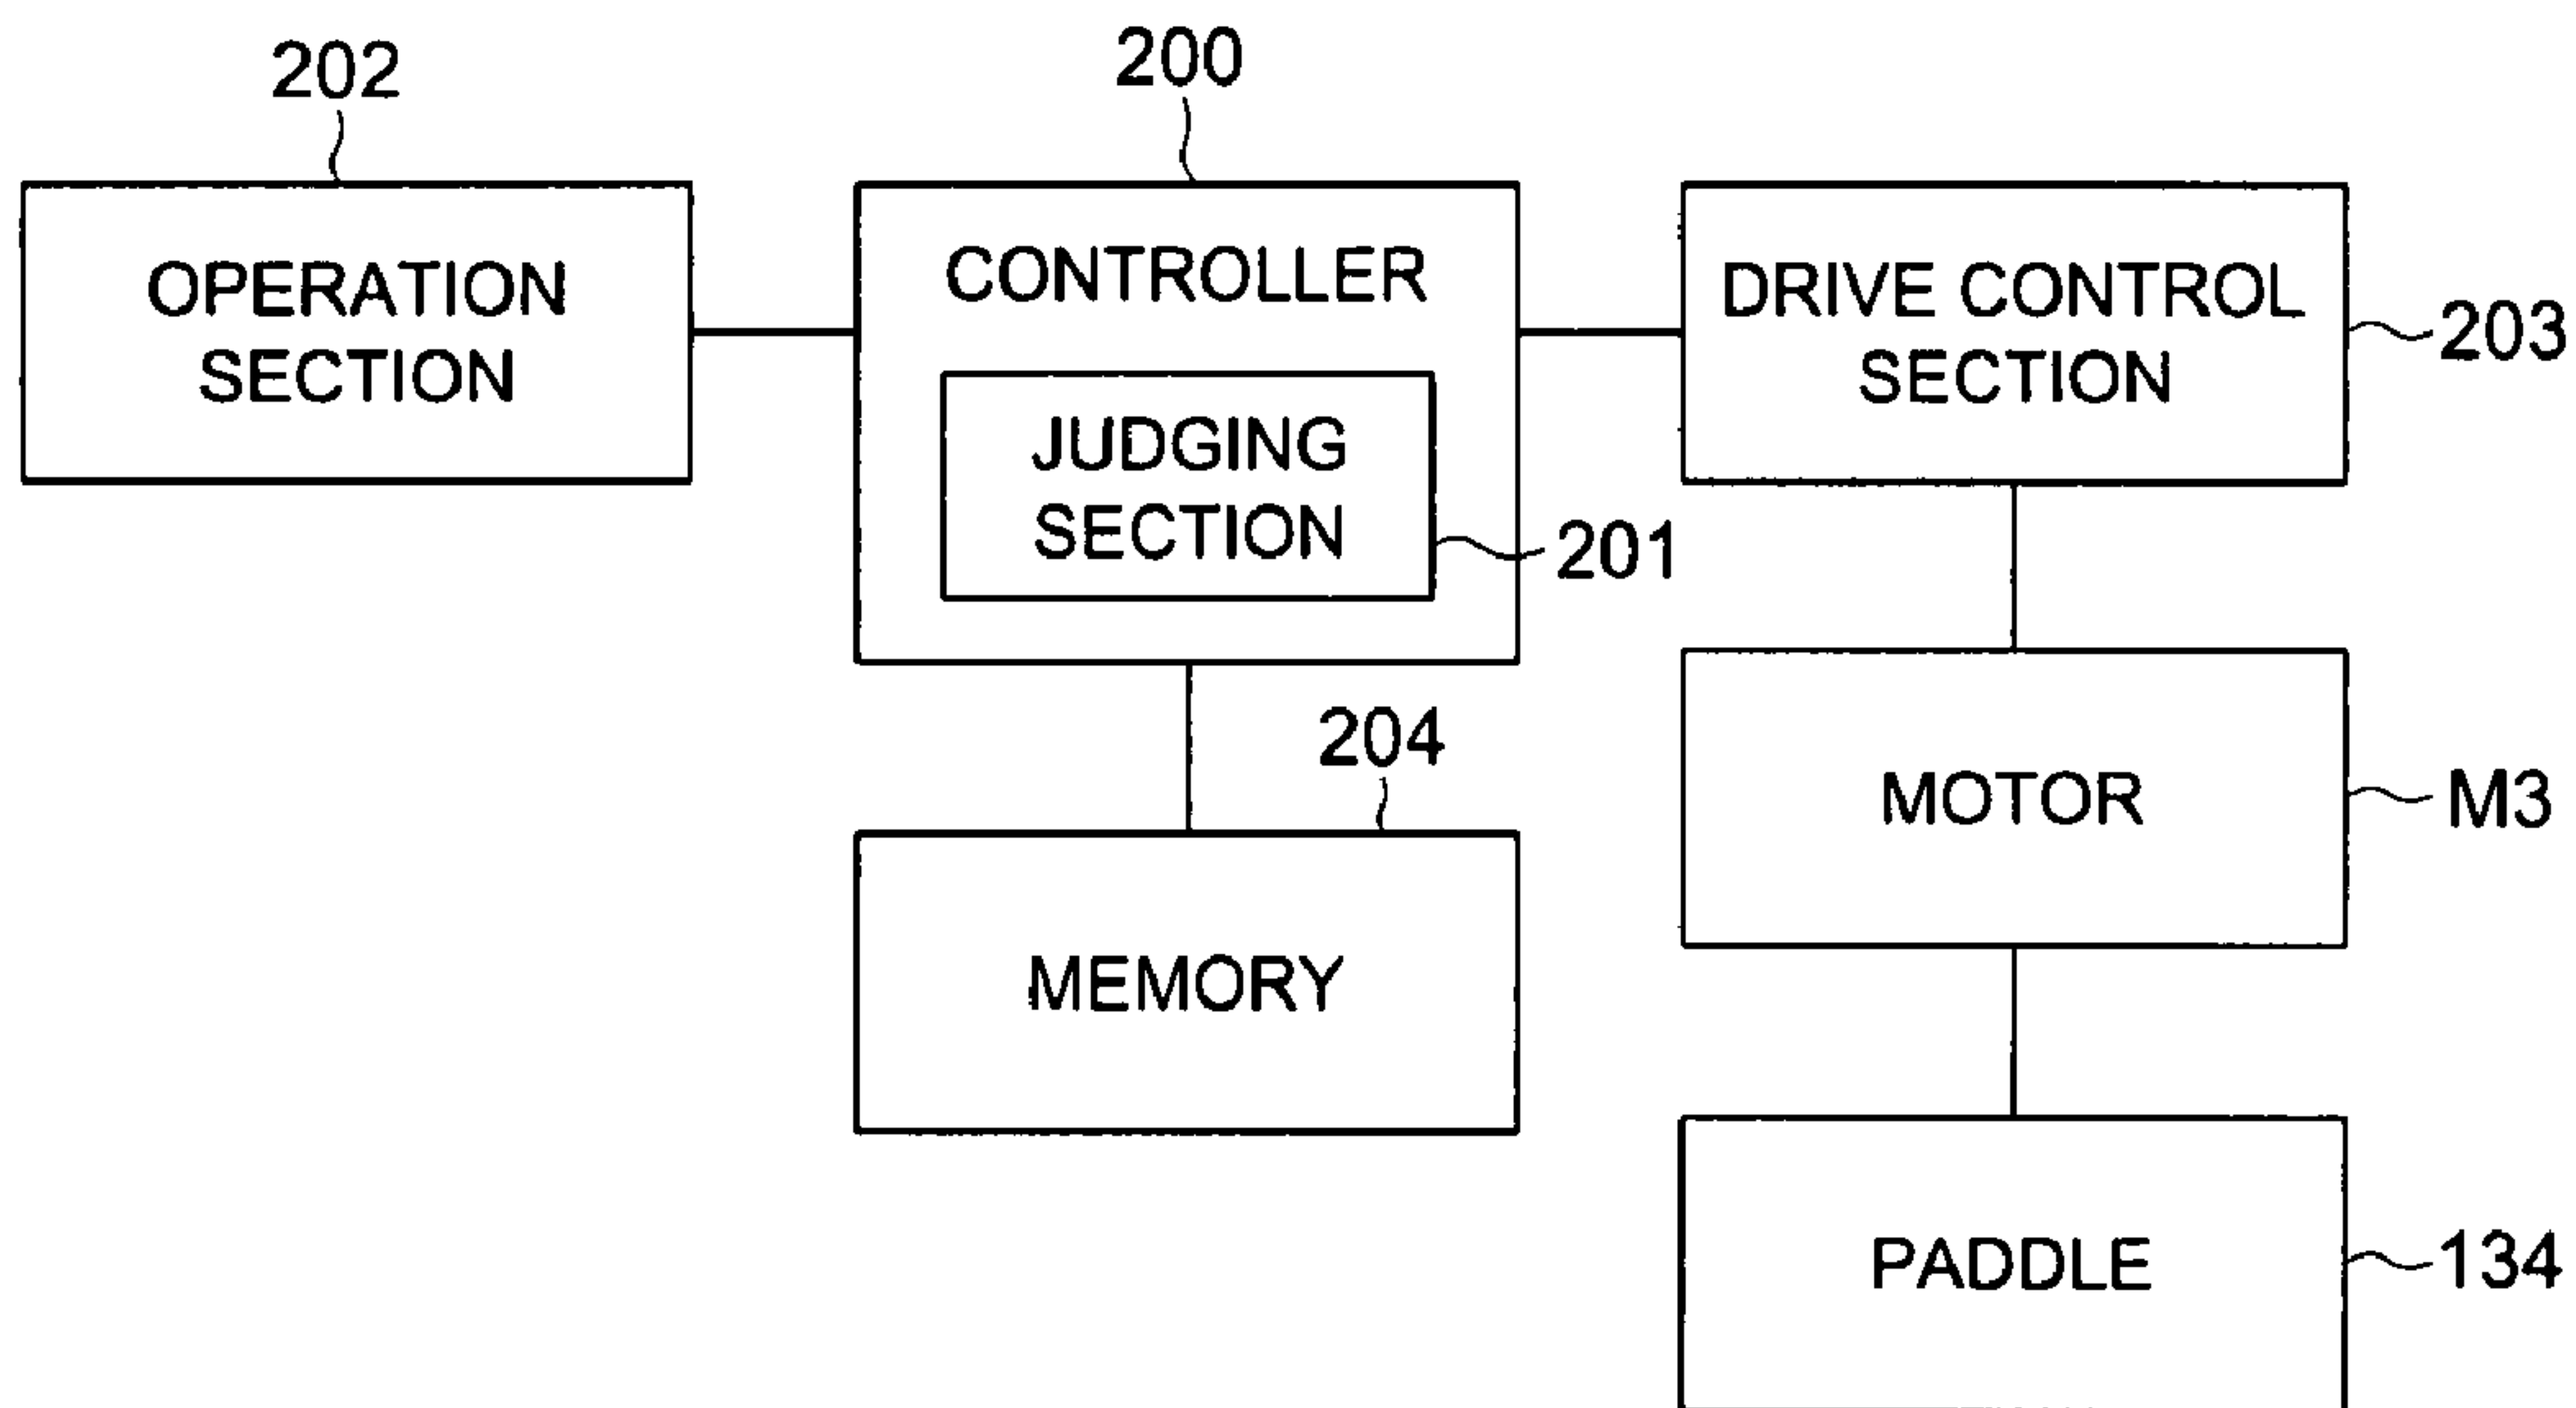 202
200
OPERATION
SECTION
CONTROLLER
DRIVE CONTROL
SECTION
203
JUDGING
SECTION
201
204
MOTOR
M3
MEMORY
PADDLE
134